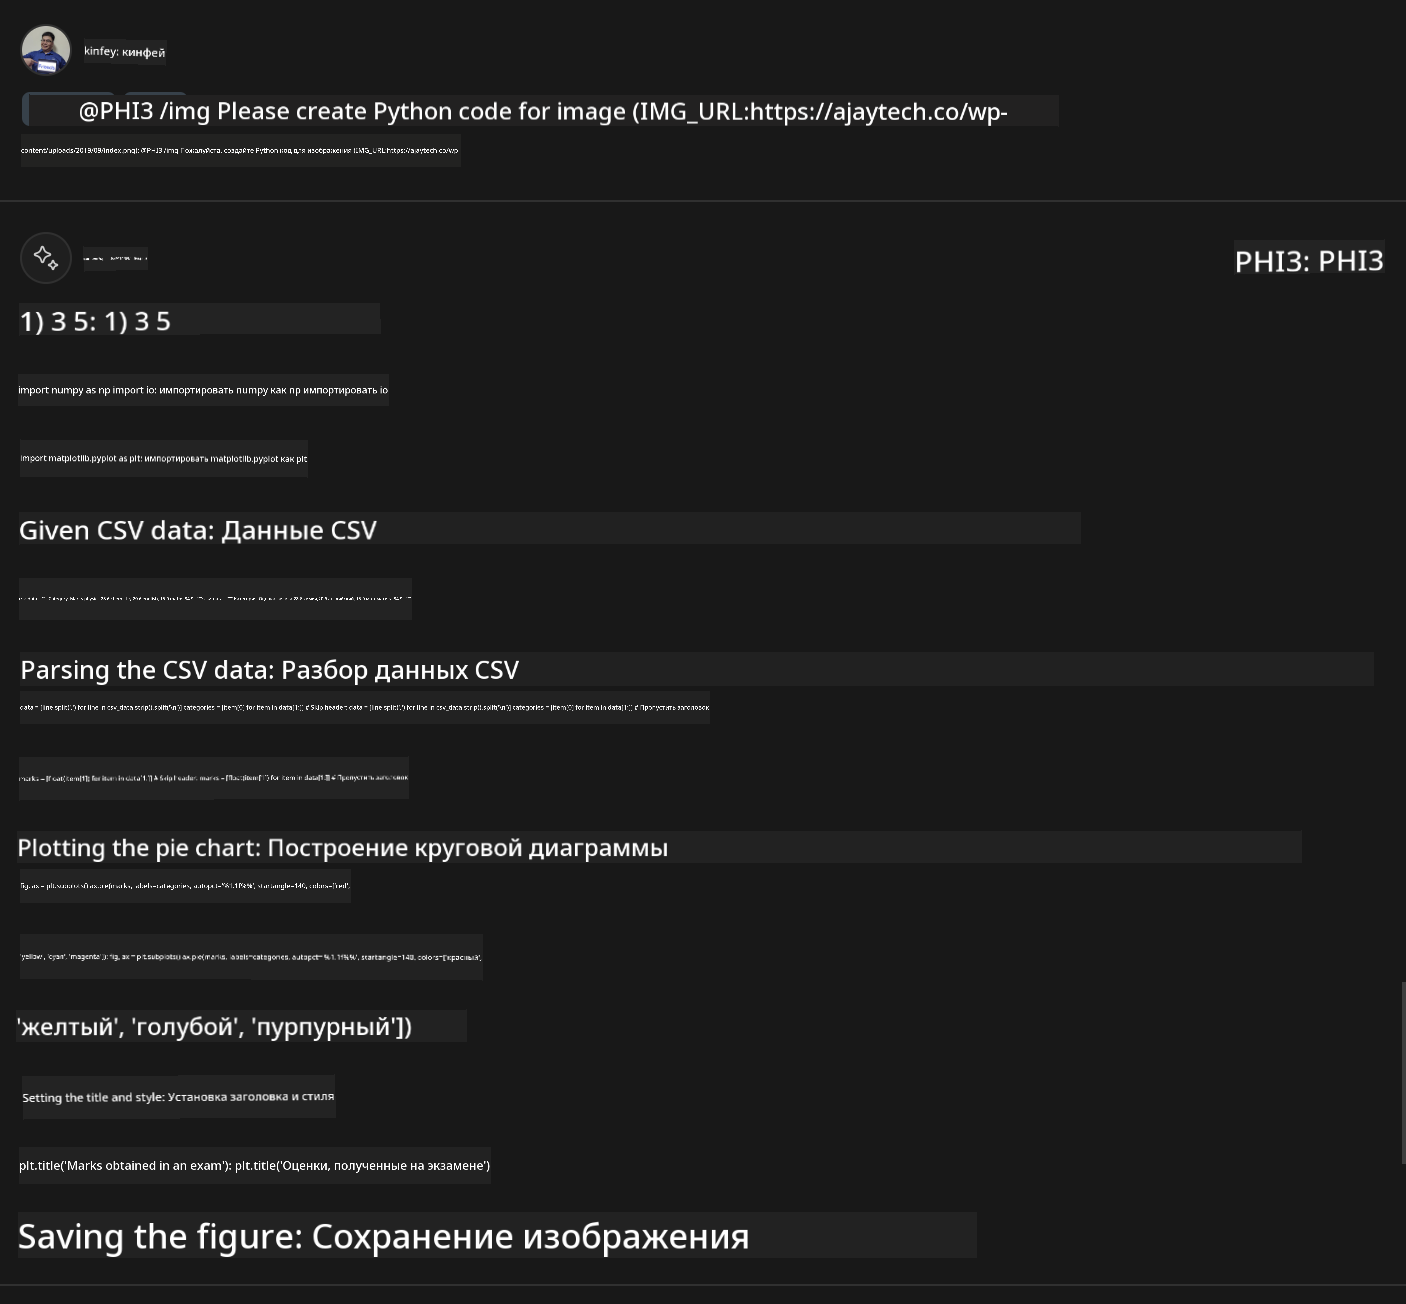 kinfey: кинфей
@PHI3 /img Please create Python code for image (IMG_URL:https://ajaytech.co/wp-
content/uploads/2019/09/index.png): @PHI3 /img Пожалуйста, создайте Python код для изображения (IMG_URL:https://ajaytech.co/wp-
PHI3: PHI3
1) 3 5: 1) 3 5
import numpy as np import io: импортировать numpy как np импортировать io
import matplotlib.pyplot as plt: импортировать matplotlib.pyplot как plt
Given CSV data: Данные CSV
Parsing the CSV data: Разбор данных CSV
data = [line.split(',') for line in csv_data.strip().split('\n')] categories = [item[0] for item in data[1:]] # Skip header: data = [line.split(',') for line in csv_data.strip().split('\n')] categories = [item[0] for item in data[1:]] # Пропустить заголовок
marks = [float(item[1]) for item in data[1:]] # Skip header: marks = [float(item[1]) for item in data[1:]] # Пропустить заголовок
Plotting the pie chart: Построение круговой диаграммы
fig, ax = plt.subplots() ax.pie(marks, labels=categories, autopct='%1.1f%%', startangle=140, colors=['red',
'yellow', 'cyan', 'magenta']): fig, ax = plt.subplots() ax.pie(marks, labels=categories, autopct='%1.1f%%', startangle=140, colors=['красный',
'желтый', 'голубой', 'пурпурный'])
Setting the title and style: Установка заголовка и стиля
plt.title('Marks obtained in an exam'): plt.title('Оценки, полученные на экзамене')
Saving the figure: Сохранение изображения